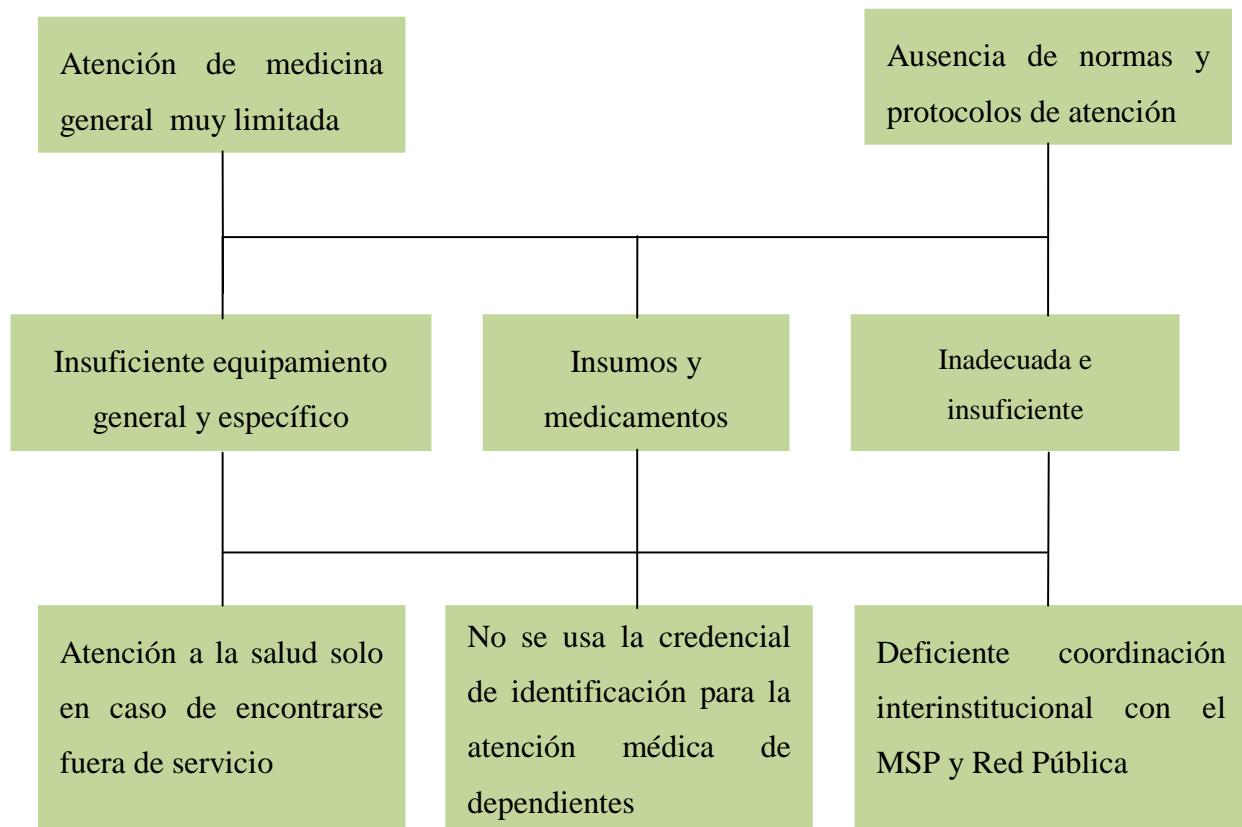 Atención de medicina
general muy limitada
Ausencia de normas y
protocolos de atención
Insuficiente equipamiento
general y específico
Insumos y
medicamentos
Inadecuada e
insuficiente
Atención a la salud solo
en caso de encontrarse
fuera de servicio
No se usa la credencial
de identificación para la
atención médica de
dependientes
Deficiente coordinación
interinstitucional con el
MSP y Red Pública